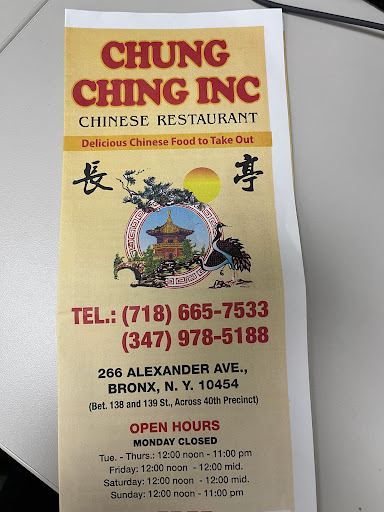 CHUNG
CHING INC
CHINESE RESTAURANT
Delicious Chinese Food to Take Out
長 亭
TEL.: (718) 665-7533
(347) 978-5188
266 ALEXANDER AVE.,
BRONX, N. Y. 10454
(Bet. 138 and 139 St., Across 40th Precinct)
OPEN HOURS
MONDAY CLOSED
Tue. - Thurs.: 12:00 noon - 11:00 pm
Friday: 12:00 noon - 12:00 mid.
Saturday: 12:00 noon - 12:00 mid.
Sunday: 12:00 noon - 11:00 pm